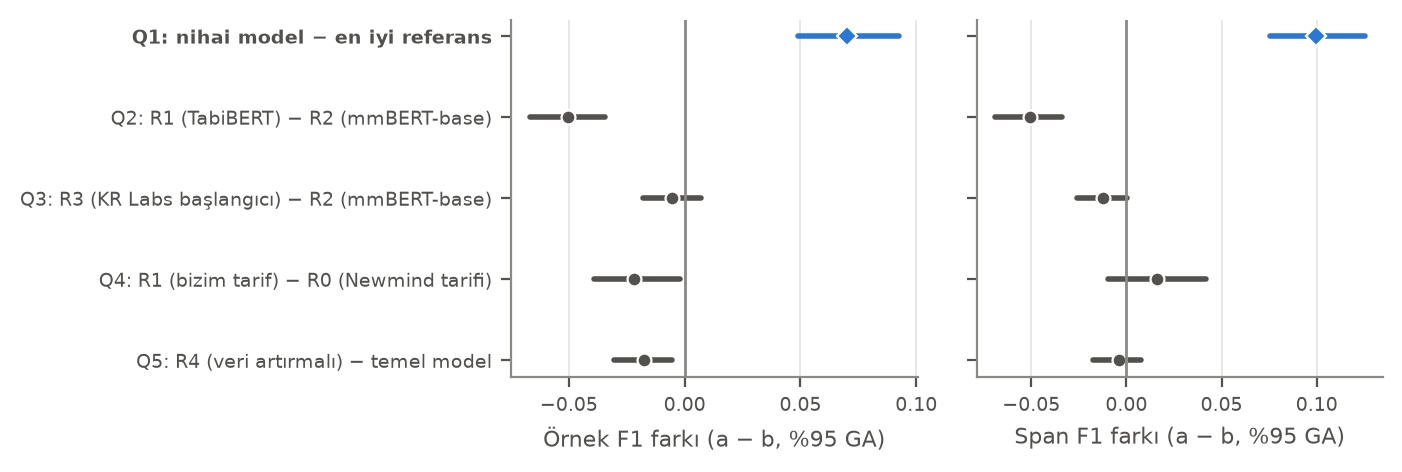 Q1: nihai model − en iyi referans
Q2: R1 (TabiBERT) − R2 (mmBERT-base)
Q3: R3 (KR Labs başlangıcı) − R2 (mmBERT-base)
Q4: R1 (bizim tarif) − R0 (Newmind tarifi)
Q5: R4 (veri artırmalı) − temel model
−0.05 0.00 0.05 0.10
Örnek F1 farkı (a − b, %95 GA)
−0.05 0.00 0.05 0.10
Span F1 farkı (a − b, %95 GA)